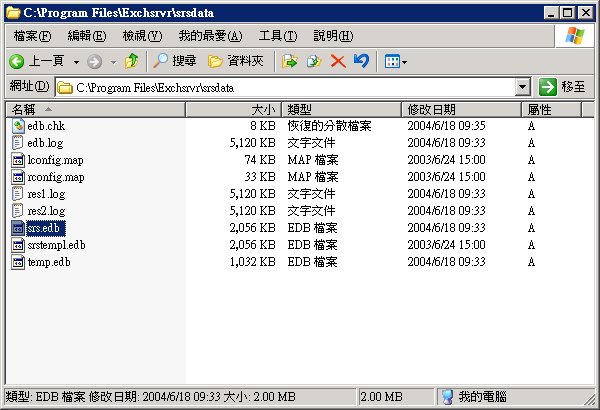 C:\Program Files\Exchsrvr\srsdata
檔案(F) 編輯(E) 檢視(V) 我的最愛(A) 工具(T) 說明(H)
上一頁 搜尋 資料夾
網址(D) C:\Program Files\Exchsrvr\srsdata 移至
名稱 大小 類型 修改日期 屬性
edb.chk 8 KB 恢復的分散檔案 2004/6/18 09:35 A
edb.log 5,120 KB 文字文件 2004/6/18 09:33 A
lconfig.map 74 KB MAP 檔案 2003/6/24 15:00 A
rconfig.map 33 KB MAP 檔案 2003/6/24 15:00 A
res1.log 5,120 KB 文字文件 2004/6/18 09:33 A
res2.log 5,120 KB 文字文件 2004/6/18 09:33 A
srs.edb 2,056 KB EDB 檔案 2004/6/18 09:33 A
srstempl.edb 2,056 KB EDB 檔案 2003/6/24 15:00 A
temp.edb 1,032 KB EDB 檔案 2004/6/18 09:33 A
類型: EDB 檔案 修改日期: 2004/6/18 09:33 大小: 2.00 MB 2.00 MB 我的電腦